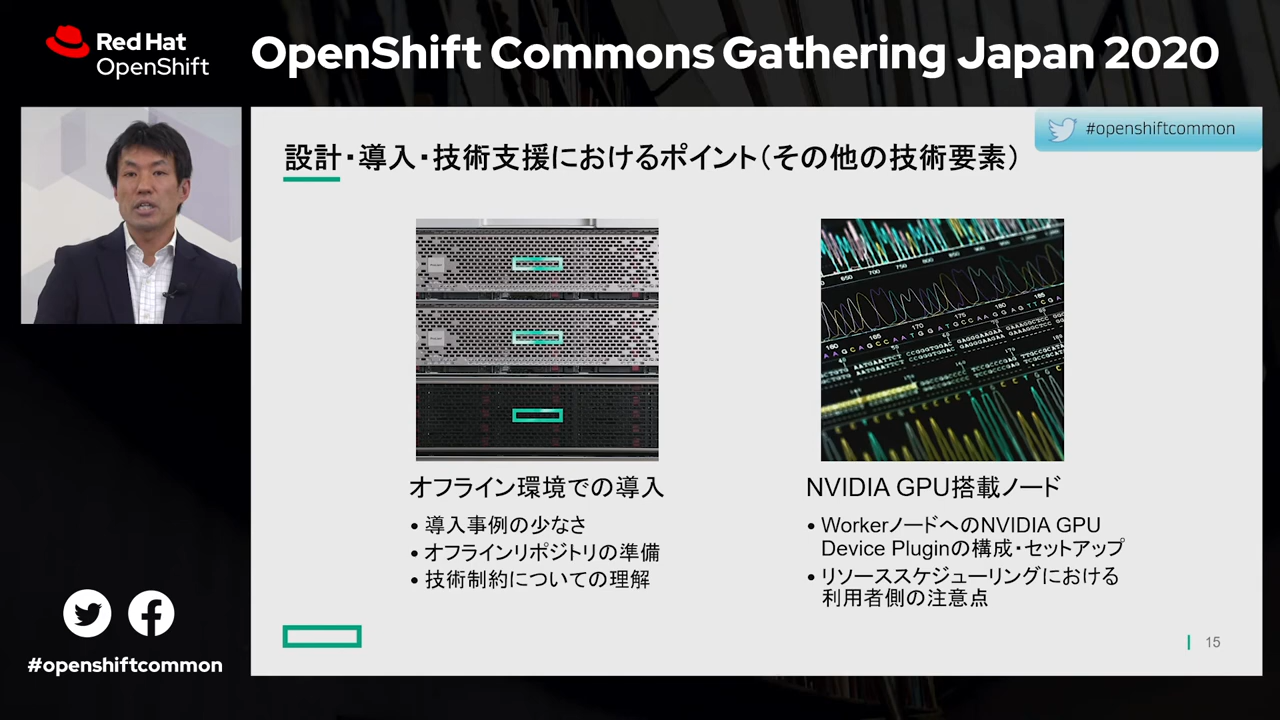 Red Hat
OpenShift
OpenShift Commons Gathering Japan 2020
#openshiftcommon
設計・導入・技術支援におけるポイント(その他の技術要素)
オフライン環境での導入
• 導入事例の少なさ
• オフラインリポジトリの準備
• 技術制約についての理解
NVIDIA GPU搭載ノード
• WorkerノードへのNVIDIA GPU
Device Pluginの構成・セットアップ
• リソーススケジューリングにおける
利用者側の注意点
15
#openshiftcommon